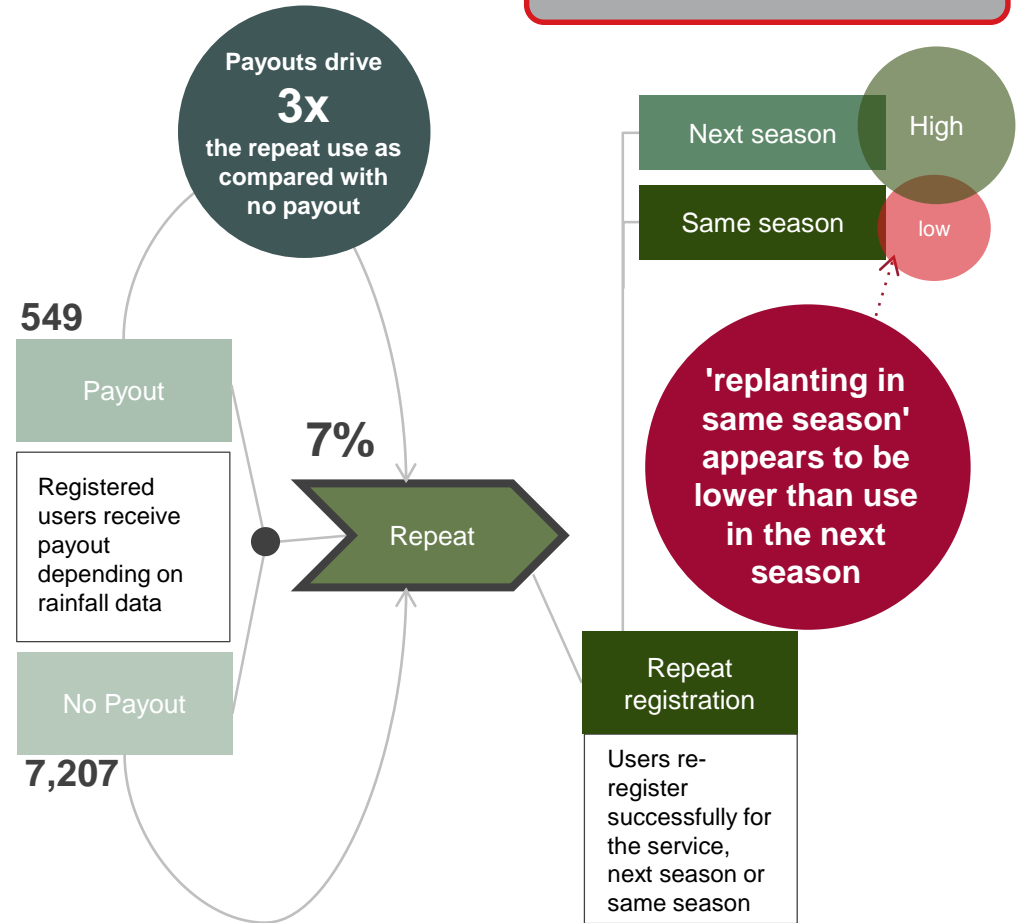 Payouts drive
3x
the repeat use as
compared with
no payout
Next season
High
Same season
low
549
Payout
'replanting in
same season'
appears to be
lower than use
in the next
season
7%
Registered
users receive
payout
depending on
rainfall data
Repeat
No Payout
7,207
Repeat
registration
Users re-
register
successfully for
the service,
next season or
same season